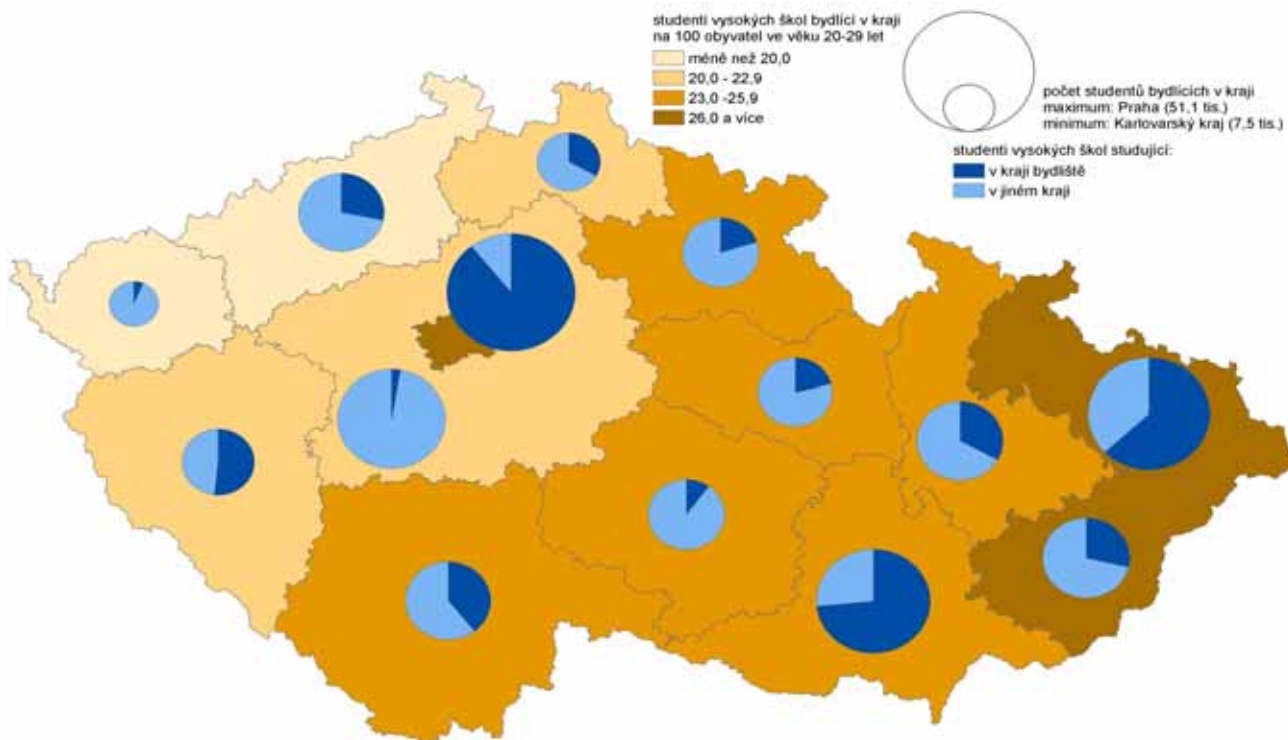 studenti vysokých škol bydlící v kraji
na 100 obyvatel ve věku 20-29 let
méně než 20,0
20,0 - 22,9
23,0 -25,9
26,0 a více
počet studentů bydlících v kraji
maximum: Praha (51,1 tis.)
minimum: Karlovarský kraj (7,5 tis.)
studenti vysokých škol studující:
v kraji bydliště
v jiném kraji